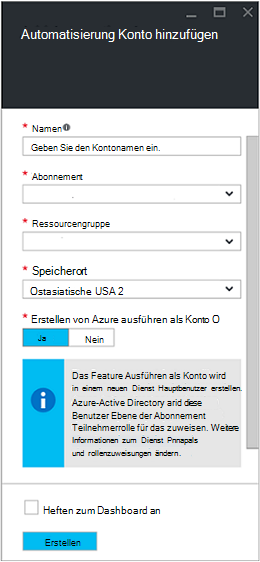 Automatisierung Konto hinzufügen
* Namen
Geben Sie den Kontonamen ein.
* Abonnement
* Ressourcengruppe
* Speicherort
Ostasiatische USA 2
* Erstellen von Azure ausführen als Konto O
Ja Nein
Das Feature Ausführen als Konto wird
in einem neuen Dienst Hauptbenutzer erstellen.
Azure-Active Directory arid diese
Benutzer Ebene der Abonnement
Teilnehmerrolle für das zuweisen. Weitere
Informationen zum Dienst Pnnapals
und rollenzuweisungen ändern.
Heften zum Dashboard an
Erstellen